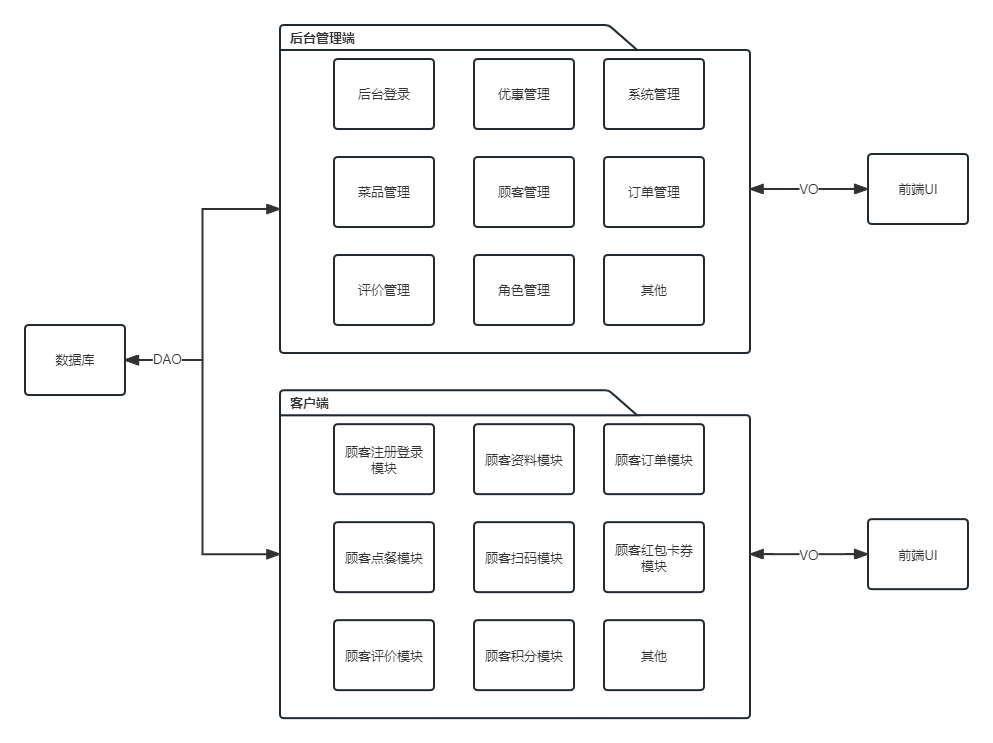 后台管理端
后台登录
优惠管理
系统管理
菜品管理
顾客管理
订单管理
VO
前端UI
评价管理
角色管理
其他
数据库
DAO
客户端
顾客注册登录
模块
顾客资料模块
顾客订单模块
顾客点餐模块
顾客扫码模块
顾客红包卡券
模块
VO
前端UI
顾客评价模块
顾客积分模块
其他